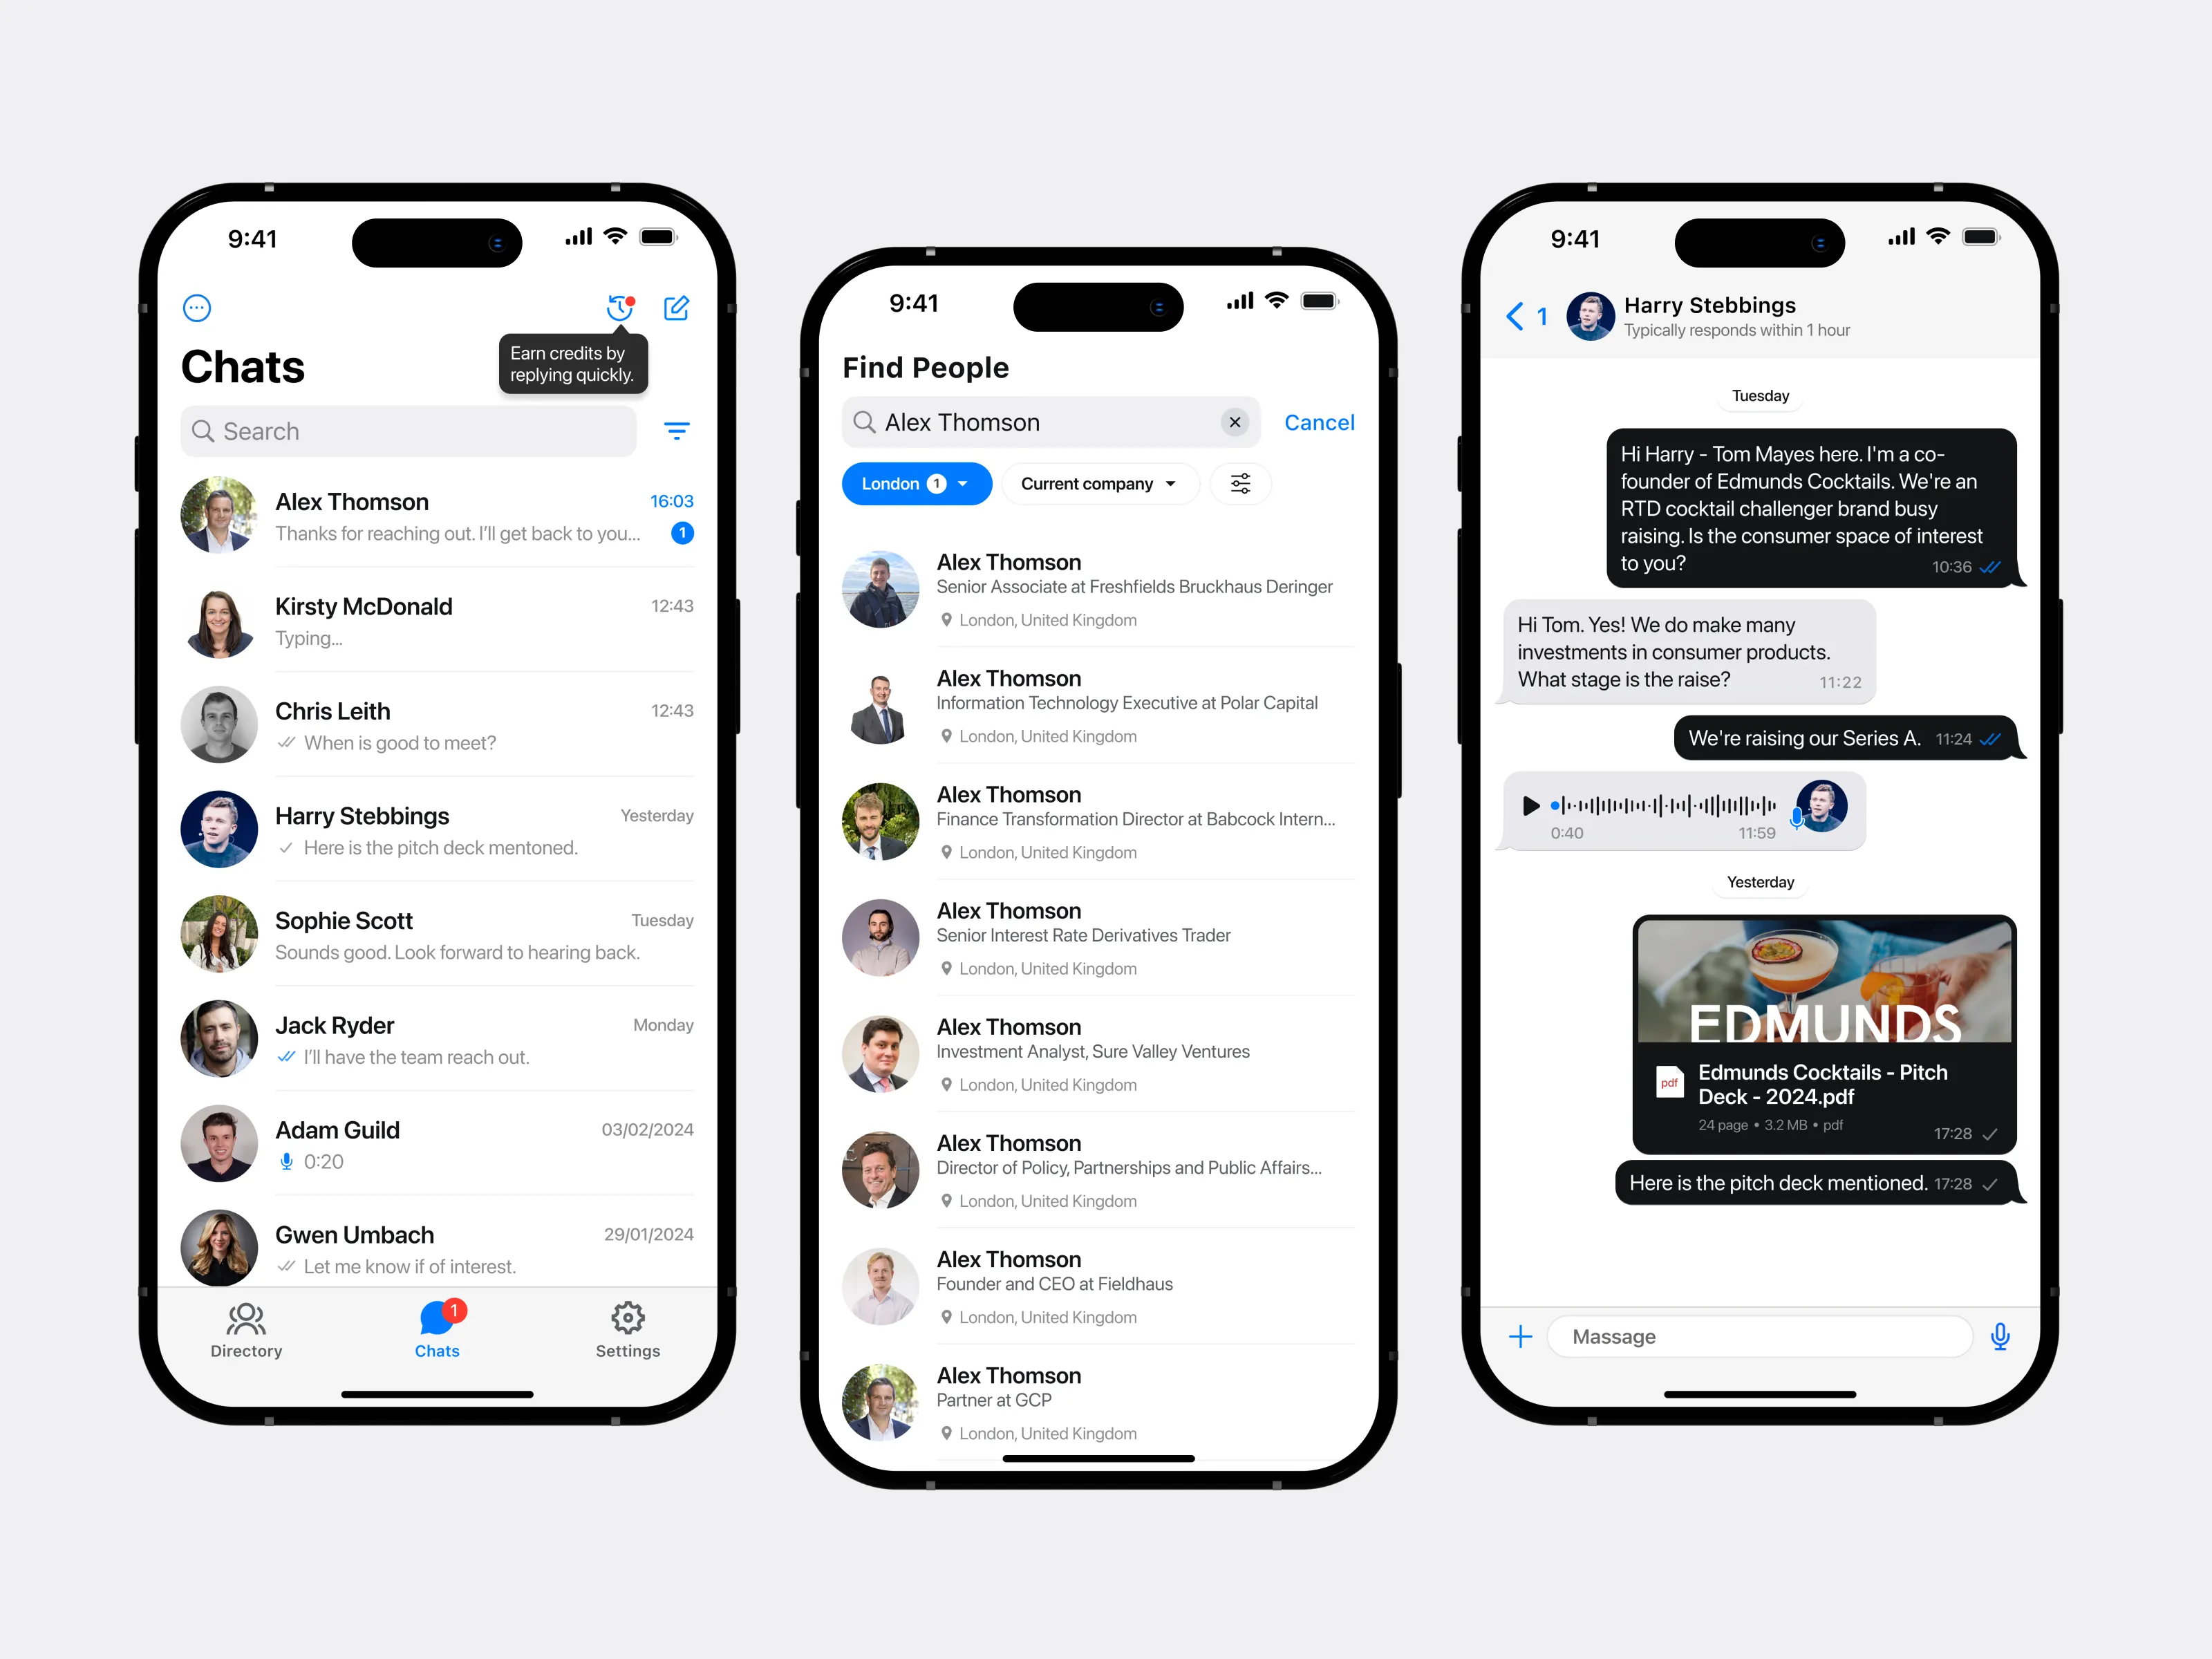 9:41
Earn credits by
replying quickly.
Chats
Search
Alex Thomson
16:03
Thanks for reaching out. I’ll get back to you...
1
Kirsty McDonald
12:43
Typing...
Chris Leith
12:43
When is good to meet?
Harry Stebbings
Yesterday
Here is the pitch deck mentoned.
Sophie Scott
Tuesday
Sounds good. Look forward to hearing back.
Jack Ryder
Monday
I’ll have the team reach out.
Adam Guild
03/02/2024
0:20
Gwen Umbach
29/01/2024
Let me know if of interest.
Directory
1
Chats
Settings
9:41
Find People
Alex Thomson
Cancel
London 1
Current company
Alex Thomson
Senior Associate at Freshfields Bruckhaus Deringer
London, United Kingdom
Alex Thomson
Information Technology Executive at Polar Capital
London, United Kingdom
Alex Thomson
Finance Transformation Director at Babcock Intern...
London, United Kingdom
Alex Thomson
Senior Interest Rate Derivatives Trader
London, United Kingdom
Alex Thomson
Investment Analyst, Sure Valley Ventures
London, United Kingdom
Alex Thomson
Director of Policy, Partnerships and Public Affairs...
London, United Kingdom
Alex Thomson
Founder and CEO at Fieldhaus
London, United Kingdom
Alex Thomson
Partner at GCP
London, United Kingdom
9:41
1
Harry Stebbings
Typically responds within 1 hour
Tuesday
Hi Harry - Tom Mayes here. I'm a co-
founder of Edmunds Cocktails. We're an
RTD cocktail challenger brand busy
raising. Is the consumer space of interest
to you?
10:36
Hi Tom. Yes! We do make many
investments in consumer products.
What stage is the raise?
11:22
We're raising our Series A.
11:24
0:40
11:59
Yesterday
EDMUNDS
pdf
Edmunds Cocktails - Pitch
Deck - 2024.pdf
24 page • 3.2 MB • pdf
17:28
Here is the pitch deck mentioned.
17:28
Massage